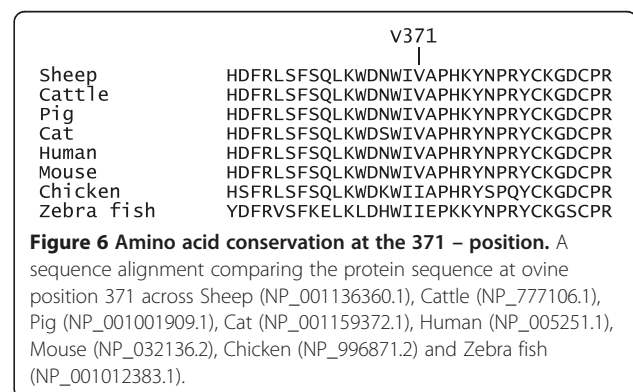 V371
Sheep HDFRLSFSQLKWDNWIVAPHKYNPRYCKGDCPR
Cattle HDFRLSFSQLKWDNWIVAPHKYNPRYCKGDCPR
Pig HDFRLSFSQLKWDNWIVAPHKYNPRYCKGDCPR
Cat HDFRLSFSQLKWDSWIVAPHRYNPRYCKGDCPR
Human HDFRLSFSQLKWDNWIVAPHRYNPRYCKGDCPR
Mouse HDFRLSFSQLKWDNWIVAPHRYNPRYCKGDCPR
Chicken HSFRLSFSQLKWDKWIIAPHRYSPQYCKGDCPR
Zebra fish YDFRVSFKELKLDHWIIEPKKYNPRYCKGSCPR
Figure 6 Amino acid conservation at the 371 – position. A
sequence alignment comparing the protein sequence at ovine
position 371 across Sheep (NP_001136360.1), Cattle (NP_777106.1),
Pig (NP_001001909.1), Cat (NP_001159372.1), Human (NP_005251.1),
Mouse (NP_032136.2), Chicken (NP_996871.2) and Zebra fish
(NP_001012383.1).